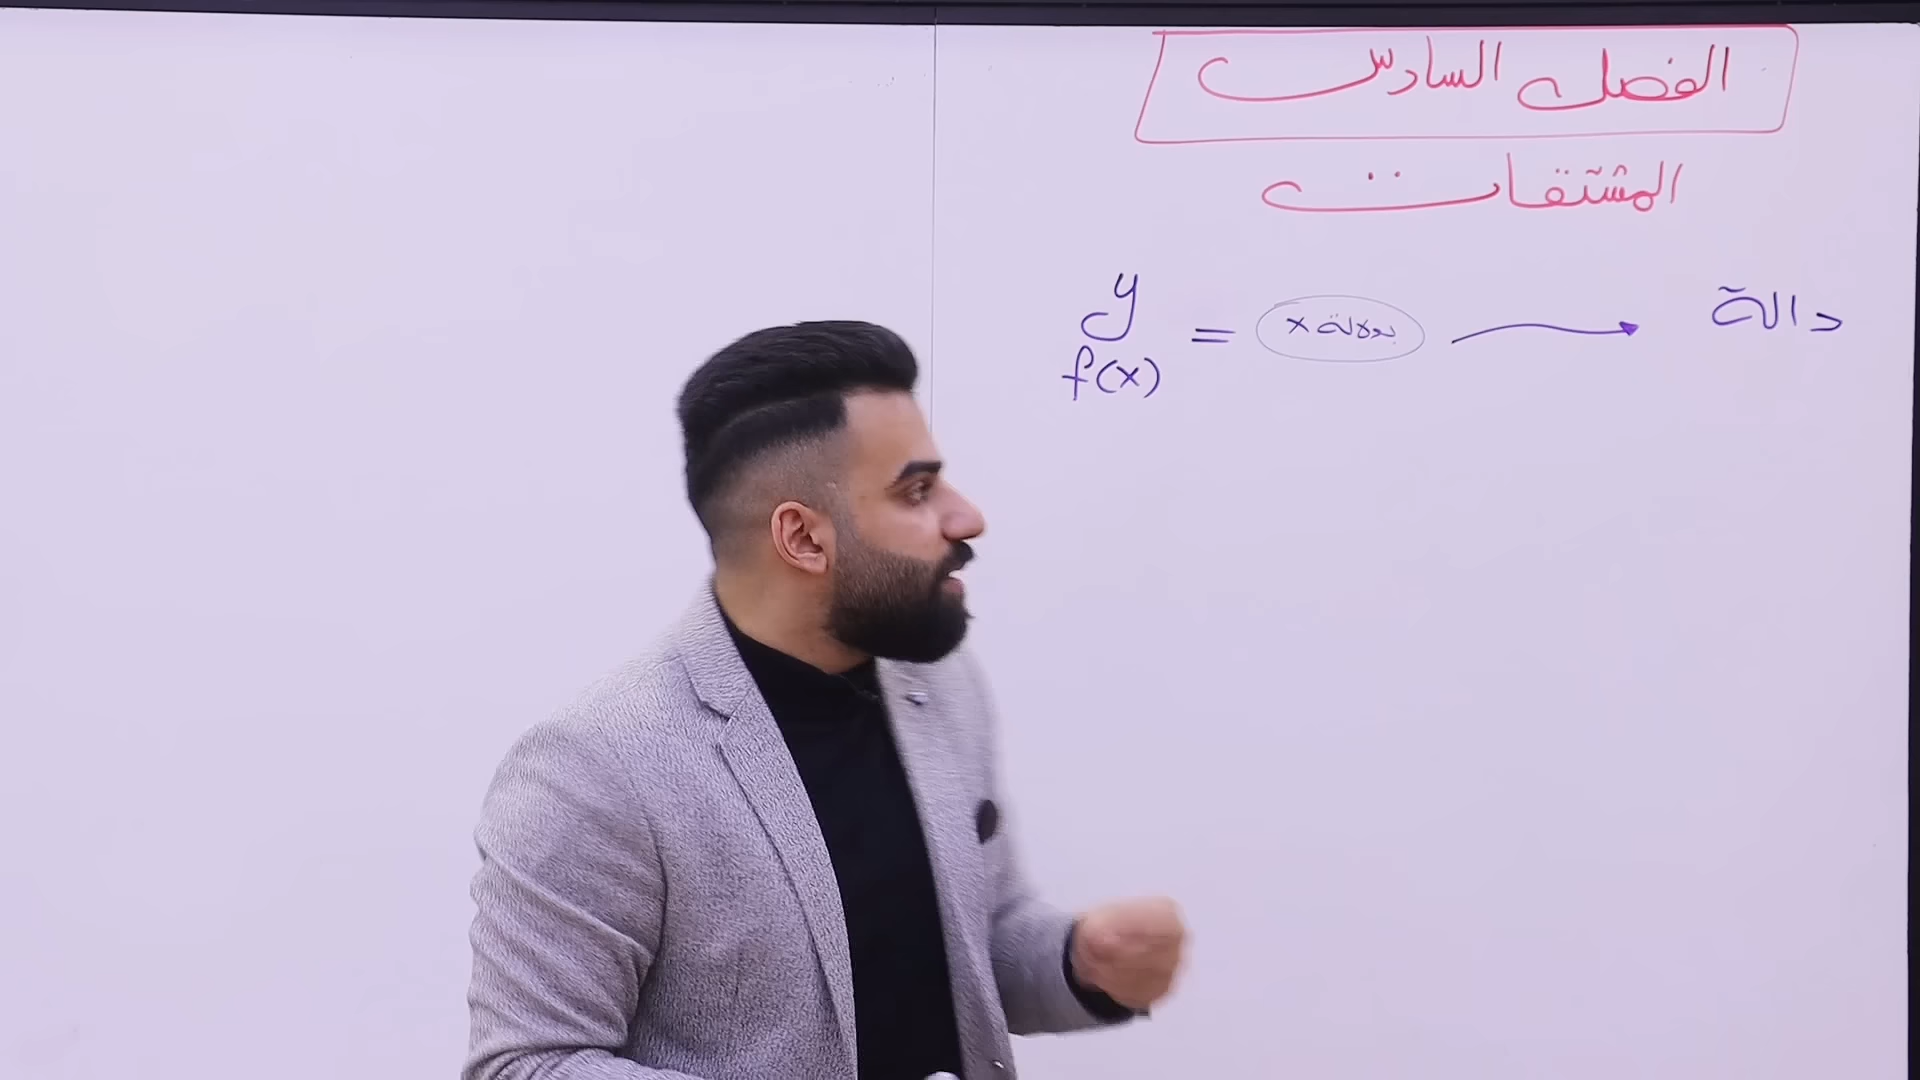 الفصل السادس
المشتقات
y = بدلالة x → دالة
f(x)